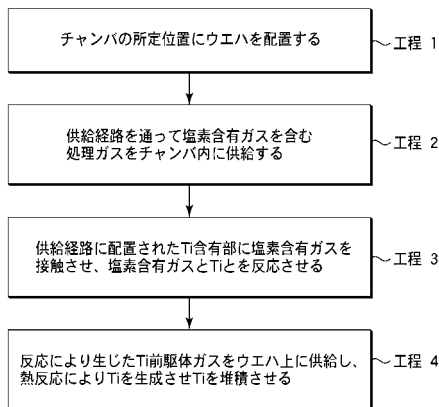 チャンバの所定位置にウエハを配置する
工程 1
供給経路を通って塩素含有ガスを含む
処理ガスをチャンバ内に供給する
工程 2
供給経路に配置されたTi含有部に塩素含有ガスを
接触させ、塩素含有ガスとTiとを反応させる
工程 3
反応により生じたTi前駆体ガスをウエハ上に供給し、
熱反応によりTiを生成させTiを堆積させる
工程 4